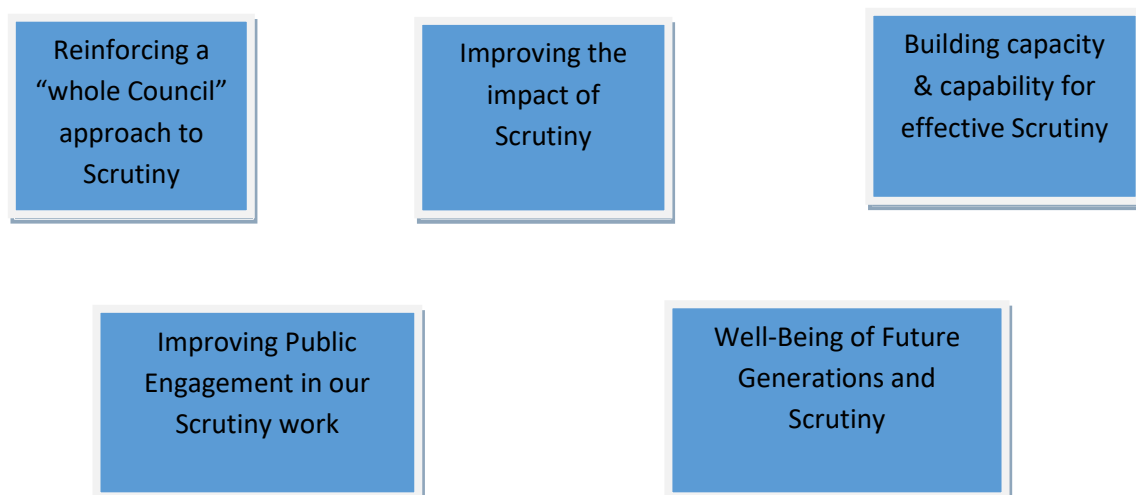 Reinforcing a
“whole Council”
approach to
Scrutiny
Improving the
impact of
Scrutiny
Building capacity
& capability for
effective Scrutiny
Improving Public
Engagement in our
Scrutiny work
Well-Being of Future
Generations and
Scrutiny